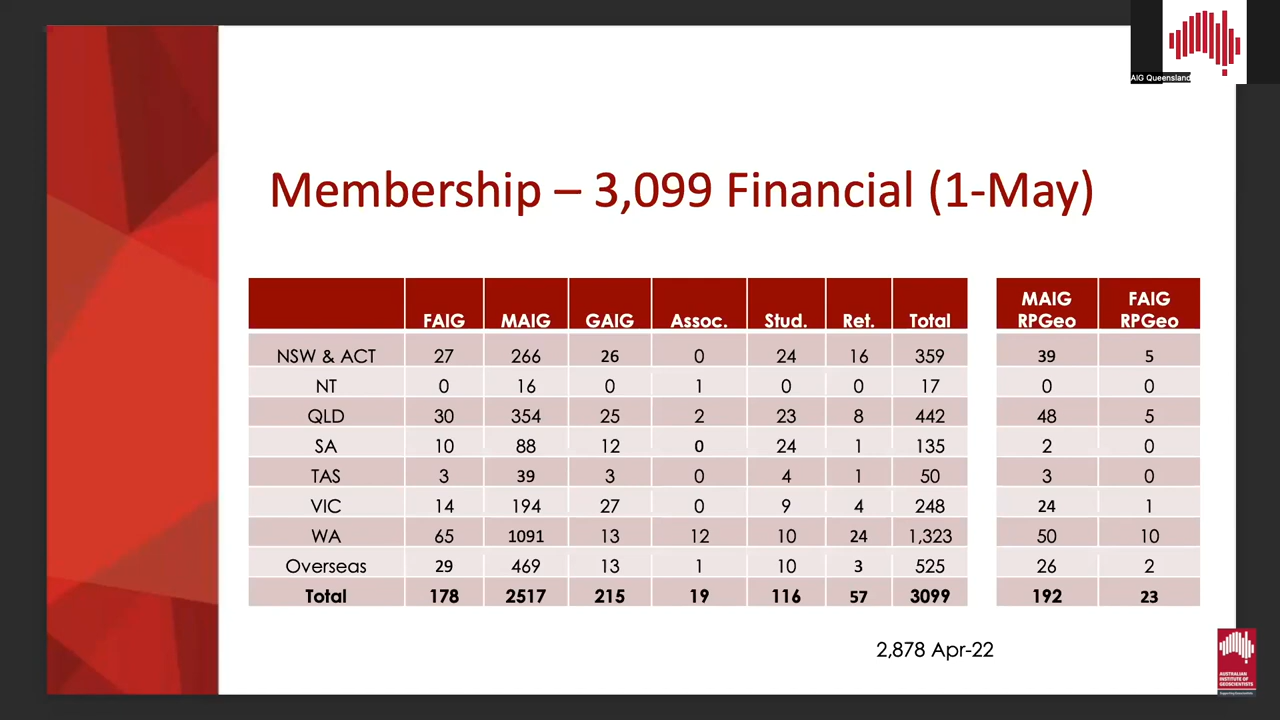 AIG Queensland
Membership – 3,099 Financial (1-May)
FAIG MAIG GAIG Assoc. Stud. Ret. Total MAIG RPGeo FAIG RPGeo
NSW & ACT 27 266 26 0 24 16 359 39 5
NT 0 16 0 1 0 0 17 0 0
QLD 30 354 25 2 23 8 442 48 5
SA 10 88 12 0 24 1 135 2 0
TAS 3 39 3 0 4 1 50 3 0
VIC 14 194 27 0 9 4 248 24 1
WA 65 1091 13 12 10 24 1,323 50 10
Overseas 29 469 13 1 10 3 525 26 2
Total 178 2517 215 19 116 57 3099 192 23
2,878 Apr-22
AUSTRALIAN
INSTITUTE OF
GEOSCIENTISTS